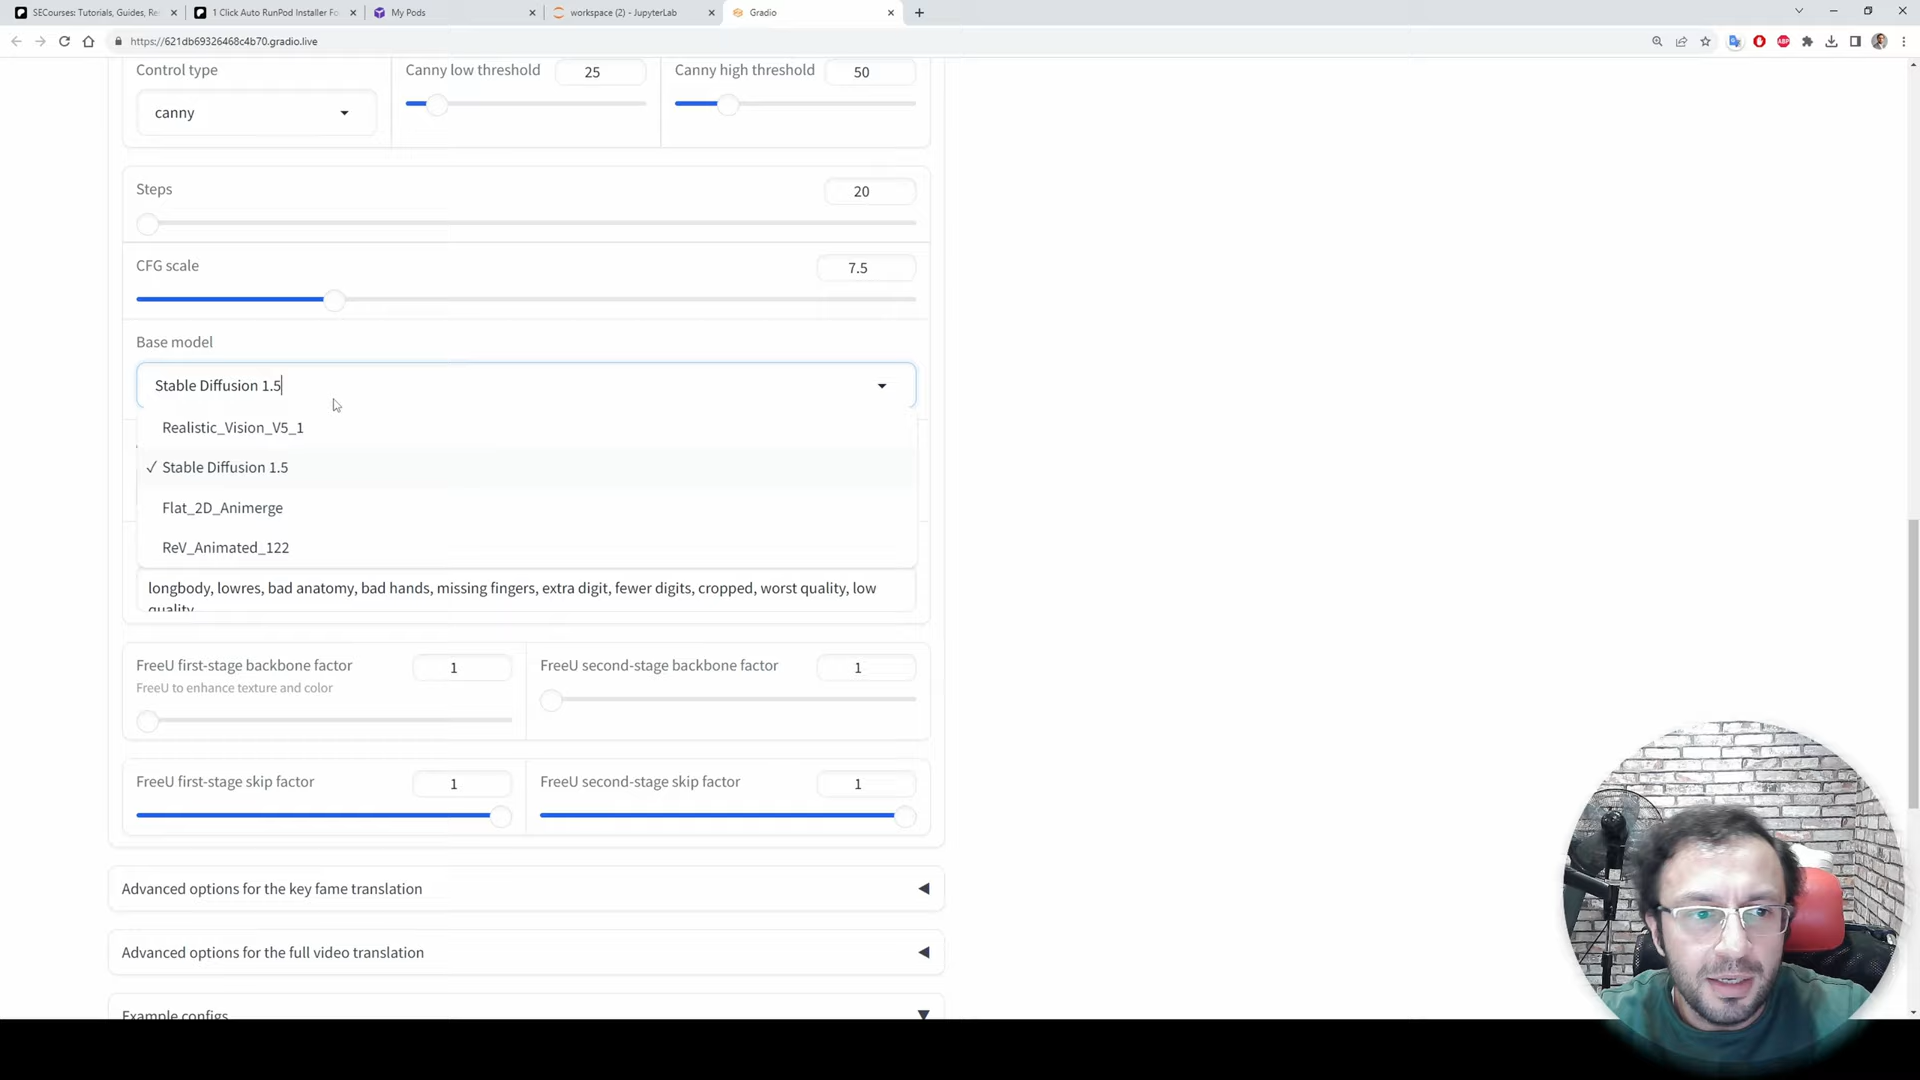 SECourses: Tutorials, Guides, Re
1 Click Auto RunPod Installer Fo
My Pods
workspace (2) - JupyterLab
Gradio
https://621db69326468c4b70.gradio.live
Control type
Canny low threshold
25
Canny high threshold
50
canny
Steps
20
CFG scale
7.5
Base model
Stable Diffusion 1.5
Realistic_Vision_V5_1
✓ Stable Diffusion 1.5
Flat_2D_Animerge
ReV_Animated_122
longbody, lowres, bad anatomy, bad hands, missing fingers, extra digit, fewer digits, cropped, worst quality, low
quality
FreeU first-stage backbone factor
1
FreeU second-stage backbone factor
1
FreeU to enhance texture and color
FreeU first-stage skip factor
1
FreeU second-stage skip factor
1
Advanced options for the key fame translation
Advanced options for the full video translation
Example configs